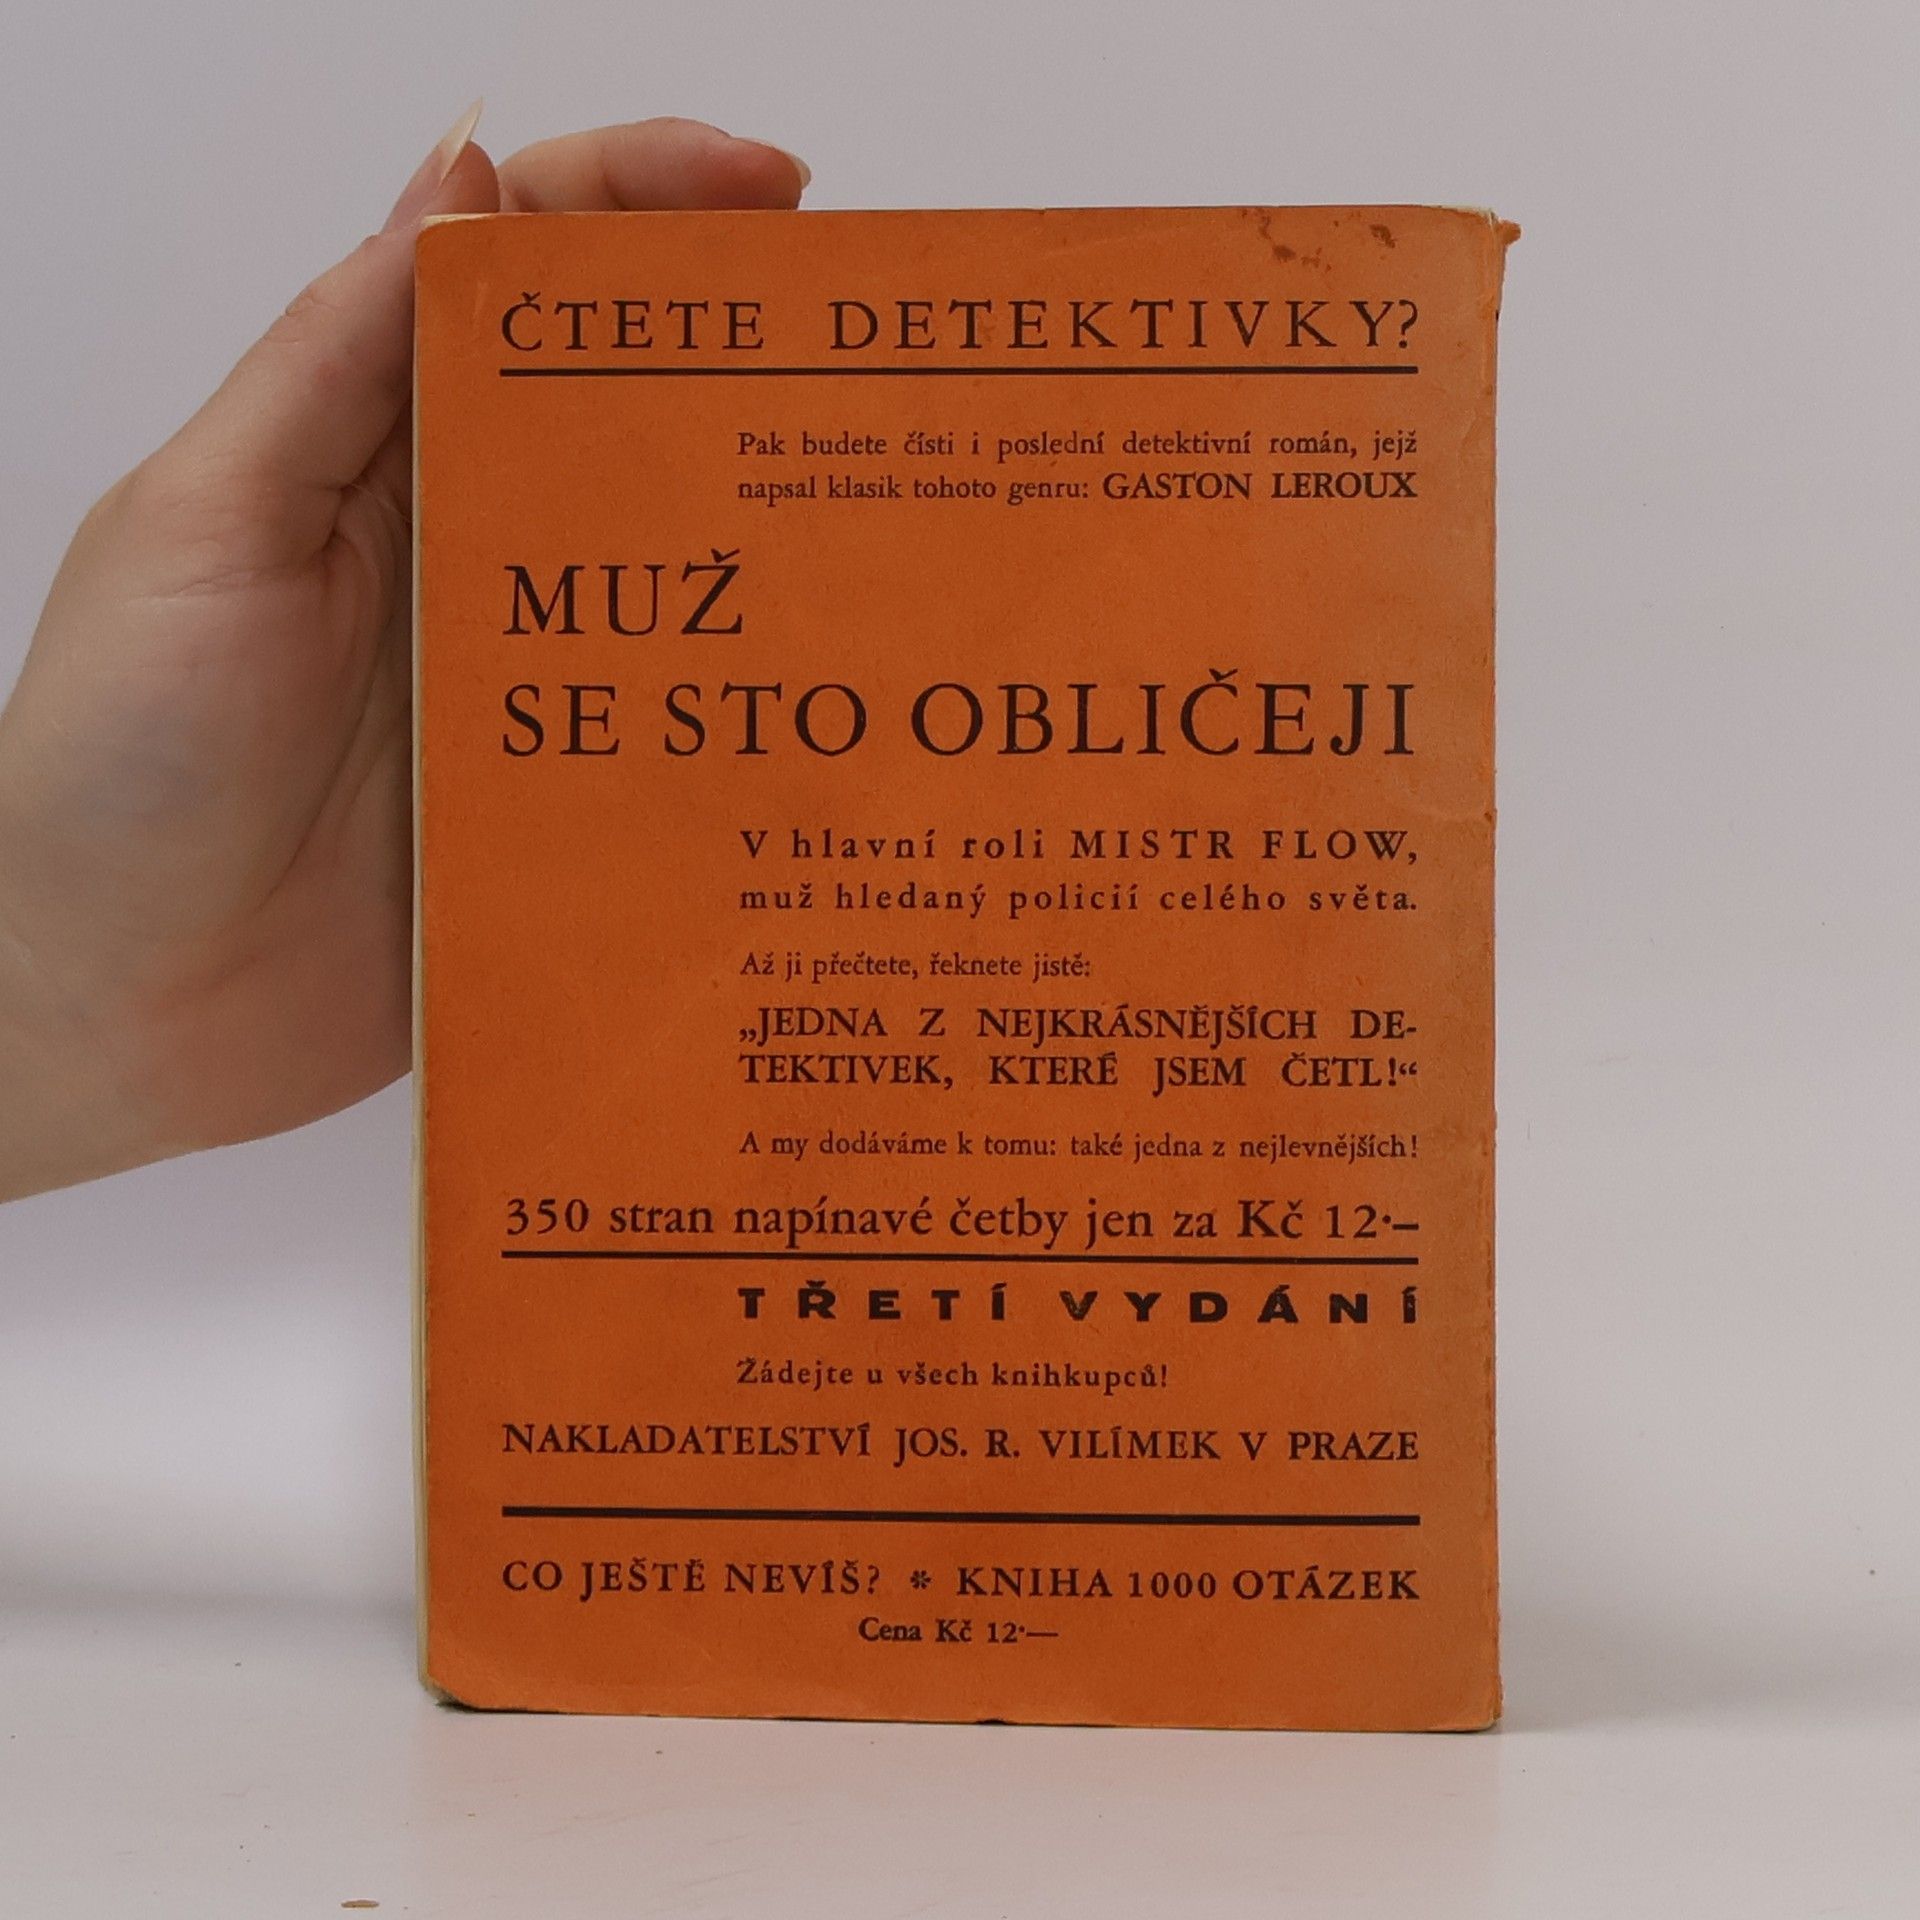 ČTETE DETEKTIVKY?
Pak budete čísti i poslední detektivní román, jejž
napsal klasik tohoto genru: GASTON LEROUX
MUŽ
SE STO OBLIČEJI
V hlavní roli MISTR FLOW,
muž hledaný policií celého světa.
Až ji přečtete, řeknete jistě:
„JEDNA Z NEJKRÁSNĚJŠÍCH DE-
TEKTIVEK, KTERÉ JSEM ČETL!“
A my dodáváme k tomu: také jedna z nejlevnějších!
350 stran napínavé četby jen za Kč 12·–
TŘETÍ VYDÁNÍ
Žádejte u všech knihkupců!
NAKLADATELSTVÍ JOS. R. VILÍMEK V PRAZE
CO JEŠTĚ NEVÍŠ? * KNIHA 1000 OTÁZEK
Cena Kč 12·—